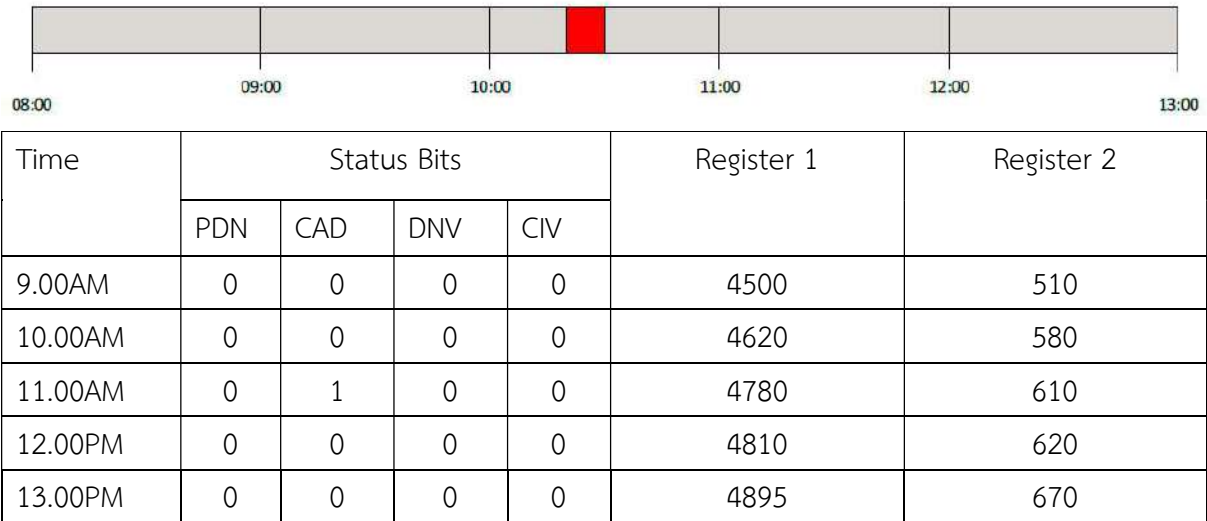 08:00 09:00 10:00 11:00 12:00 13:00
Time Status Bits Register 1 Register 2
PDN CAD DNV CIV
9.00AM 0 0 0 0 4500 510
10.00AM 0 0 0 0 4620 580
11.00AM 0 1 0 0 4780 610
12.00PM 0 0 0 0 4810 620
13.00PM 0 0 0 0 4895 670